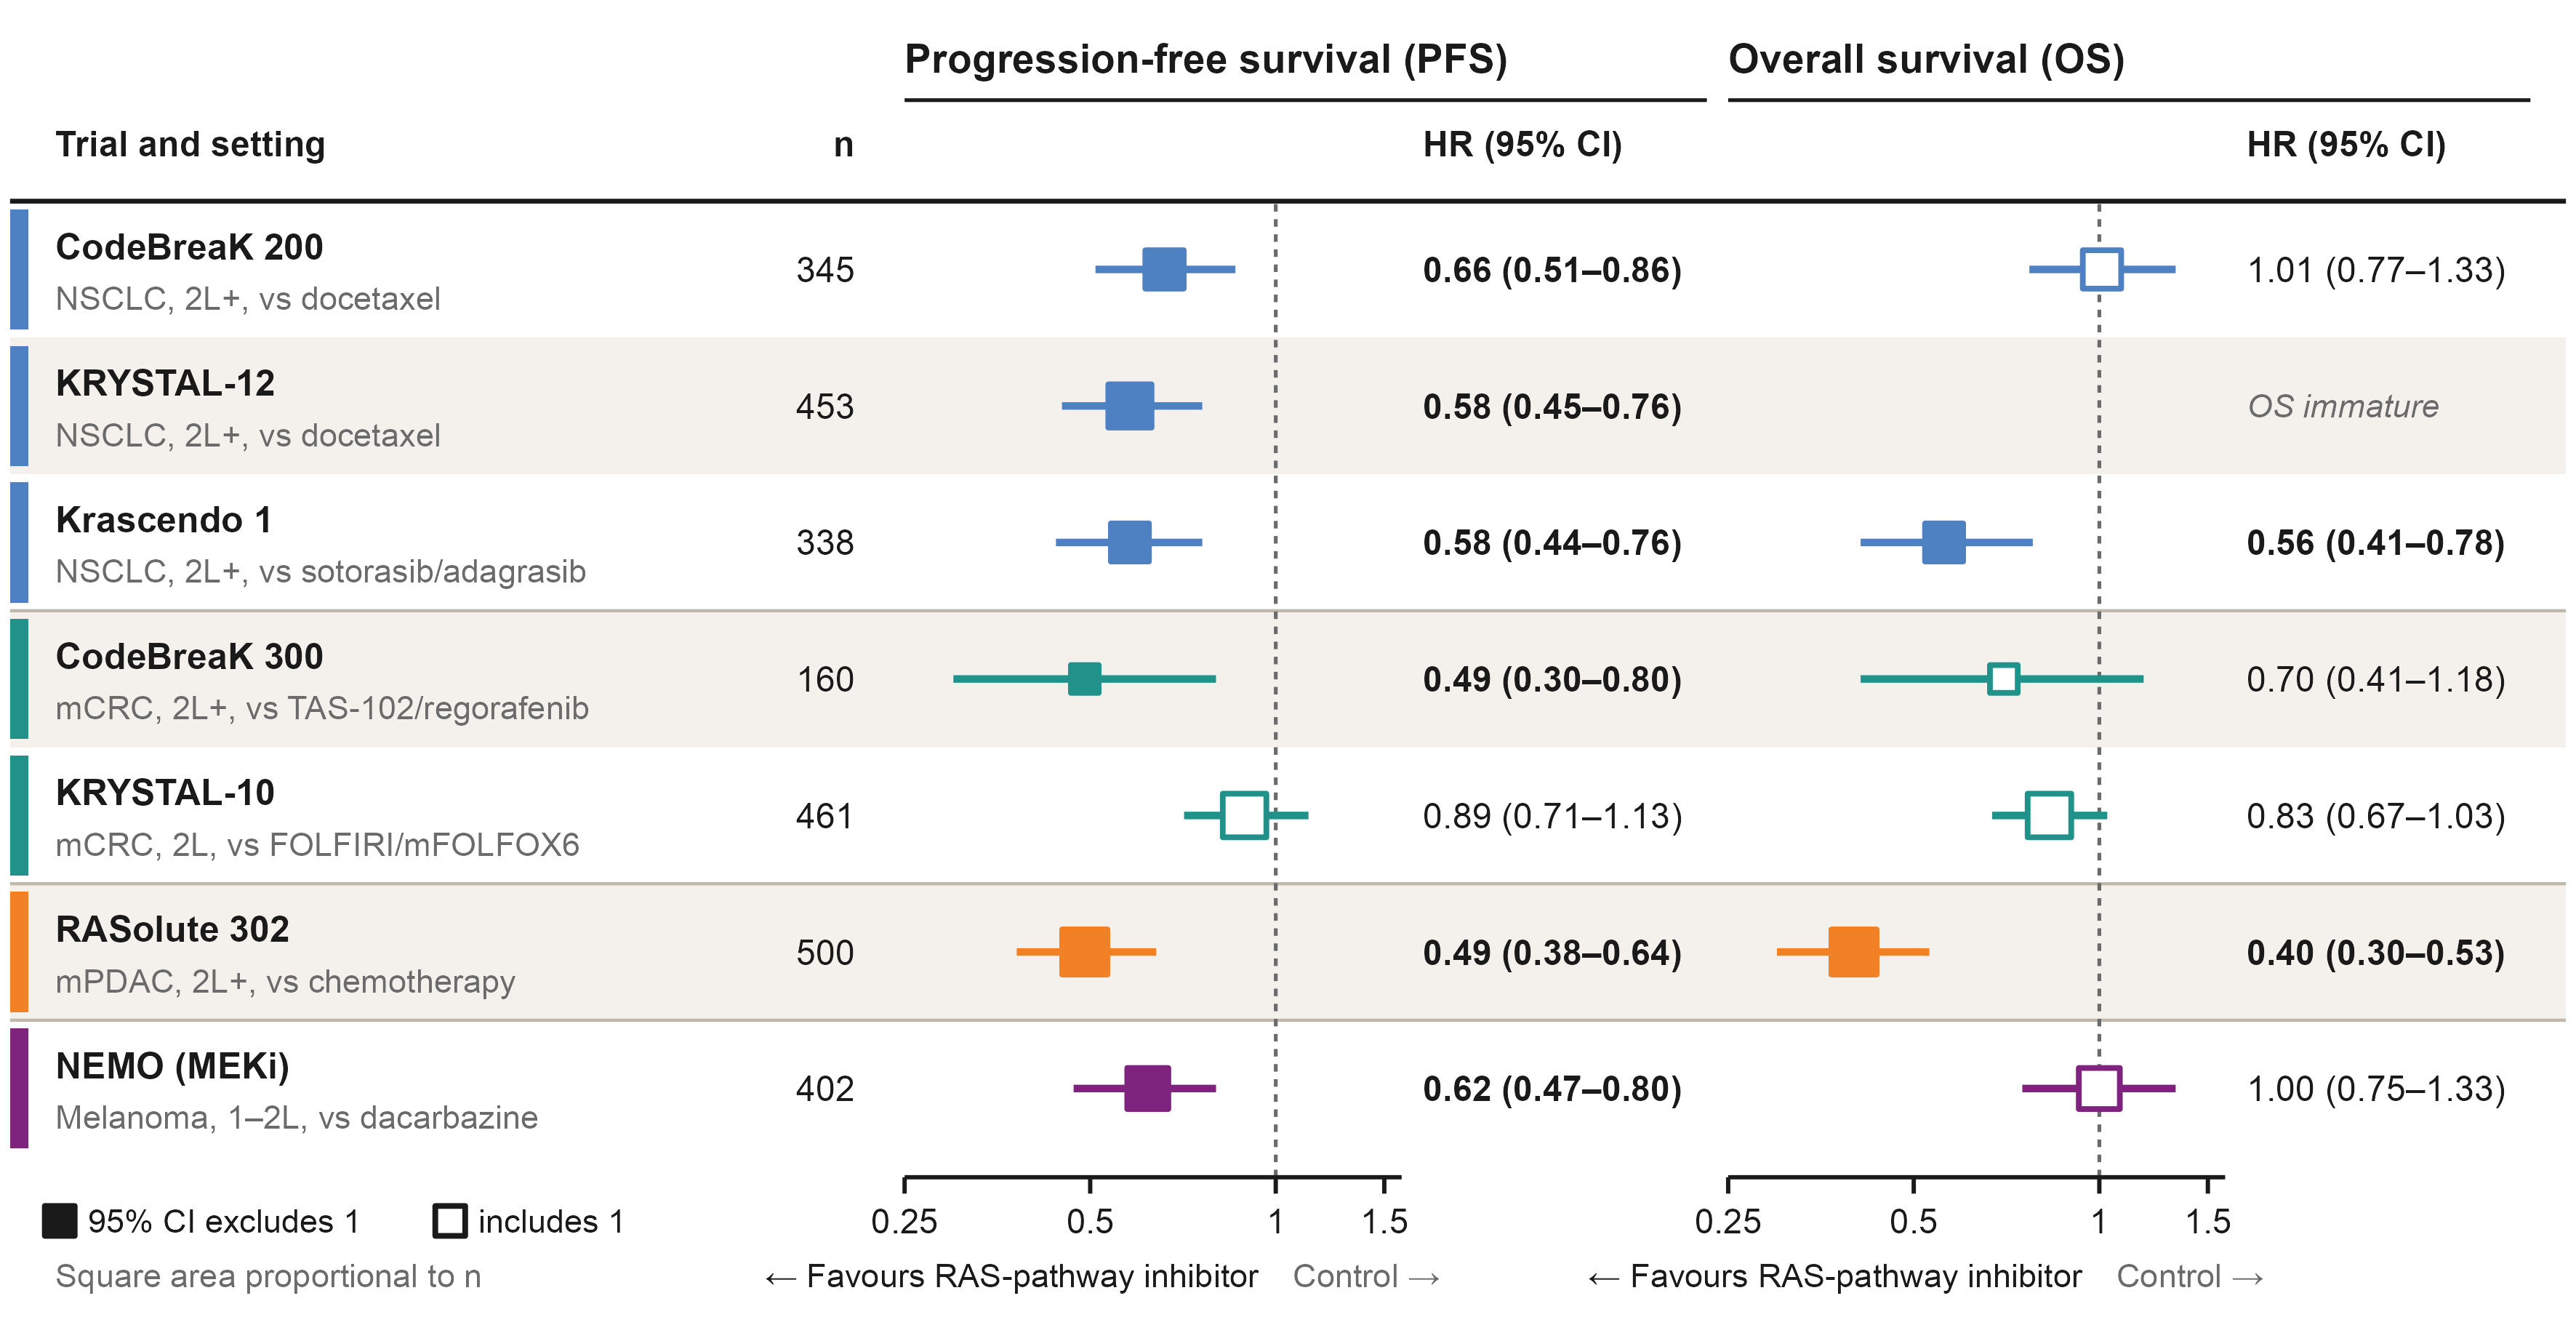 Progression-free survival (PFS) Overall survival (OS)
Trial and setting n HR (95% CI) HR (95% CI)
CodeBreaK 200
345 0.66 (0.51–0.86) 1.01 (0.77–1.33)
NSCLC, 2L+, vs docetaxel
KRYSTAL-12
453 0.58 (0.45–0.76) OS immature
NSCLC, 2L+, vs docetaxel
Krascendo 1
338 0.58 (0.44–0.76) 0.56 (0.41–0.78)
NSCLC, 2L+, vs sotorasib/adagrasib
CodeBreaK 300
160 0.49 (0.30–0.80) 0.70 (0.41–1.18)
mCRC, 2L+, vs TAS-102/regorafenib
KRYSTAL-10
461 0.89 (0.71–1.13) 0.83 (0.67–1.03)
mCRC, 2L, vs FOLFIRI/mFOLFOX6
RASolute 302
500 0.49 (0.38–0.64) 0.40 (0.30–0.53)
mPDAC, 2L+, vs chemotherapy
NEMO (MEKi)
402 0.62 (0.47–0.80) 1.00 (0.75–1.33)
Melanoma, 1–2L, vs dacarbazine
95% CI excludes 1 includes 1 0.25 0.5 1 1.5 0.25 0.5 1 1.5
Square area proportional to n ← Favours RAS-pathway inhibitor Control → ← Favours RAS-pathway inhibitor Control →